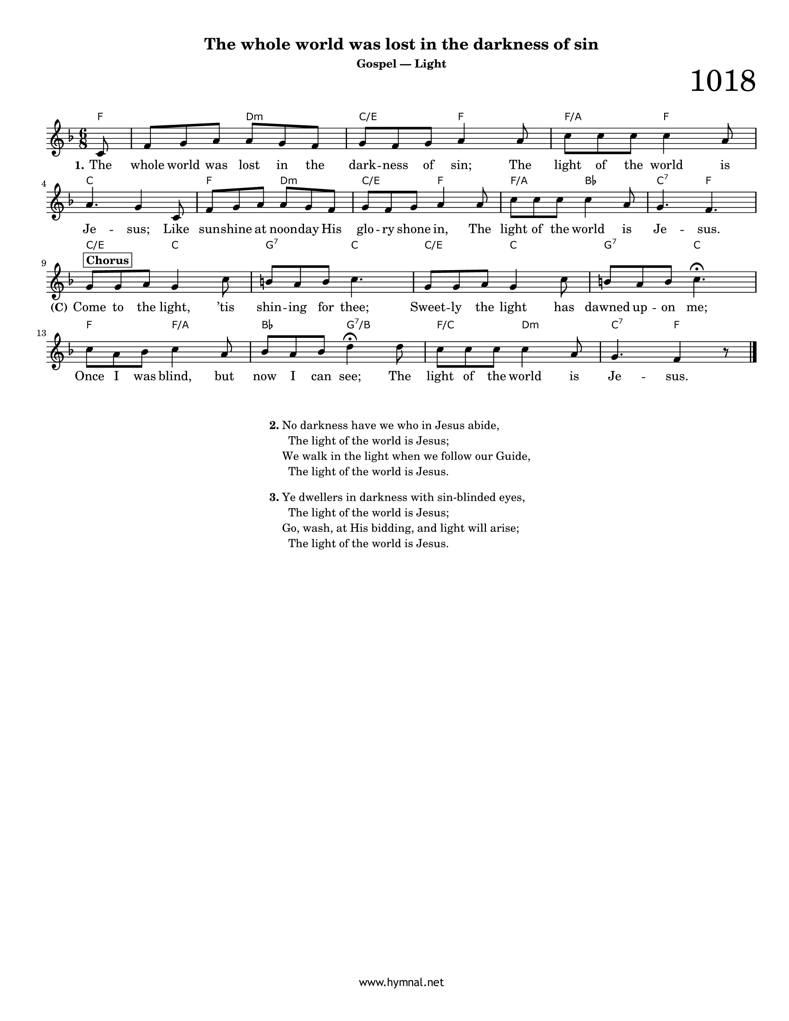 The whole world was lost in the darkness of sin
Gospel — Light
1018
F Dm C/E F F/A F
1. The whole world was lost in the dark-ness of sin; The light of the world is
4 C F Dm C/E F F/A B♭ C7 F
Je - sus; Like sunshine at noonday His glo-ry shone in, The light of the world is Je - sus.
C/E C G7 C C/E C G7 C
9 Chorus
(C) Come to the light, 'tis shin-ing for thee; Sweet-ly the light has dawned up - on me;
13 F F/A B♭ G7/B F/C Dm C7 F
Once I was blind, but now I can see; The light of the world is Je - sus.
2. No darkness have we who in Jesus abide,
The light of the world is Jesus;
We walk in the light when we follow our Guide,
The light of the world is Jesus.
3. Ye dwellers in darkness with sin-blinded eyes,
The light of the world is Jesus;
Go, wash, at His bidding, and light will arise;
The light of the world is Jesus.
www.hymnal.net